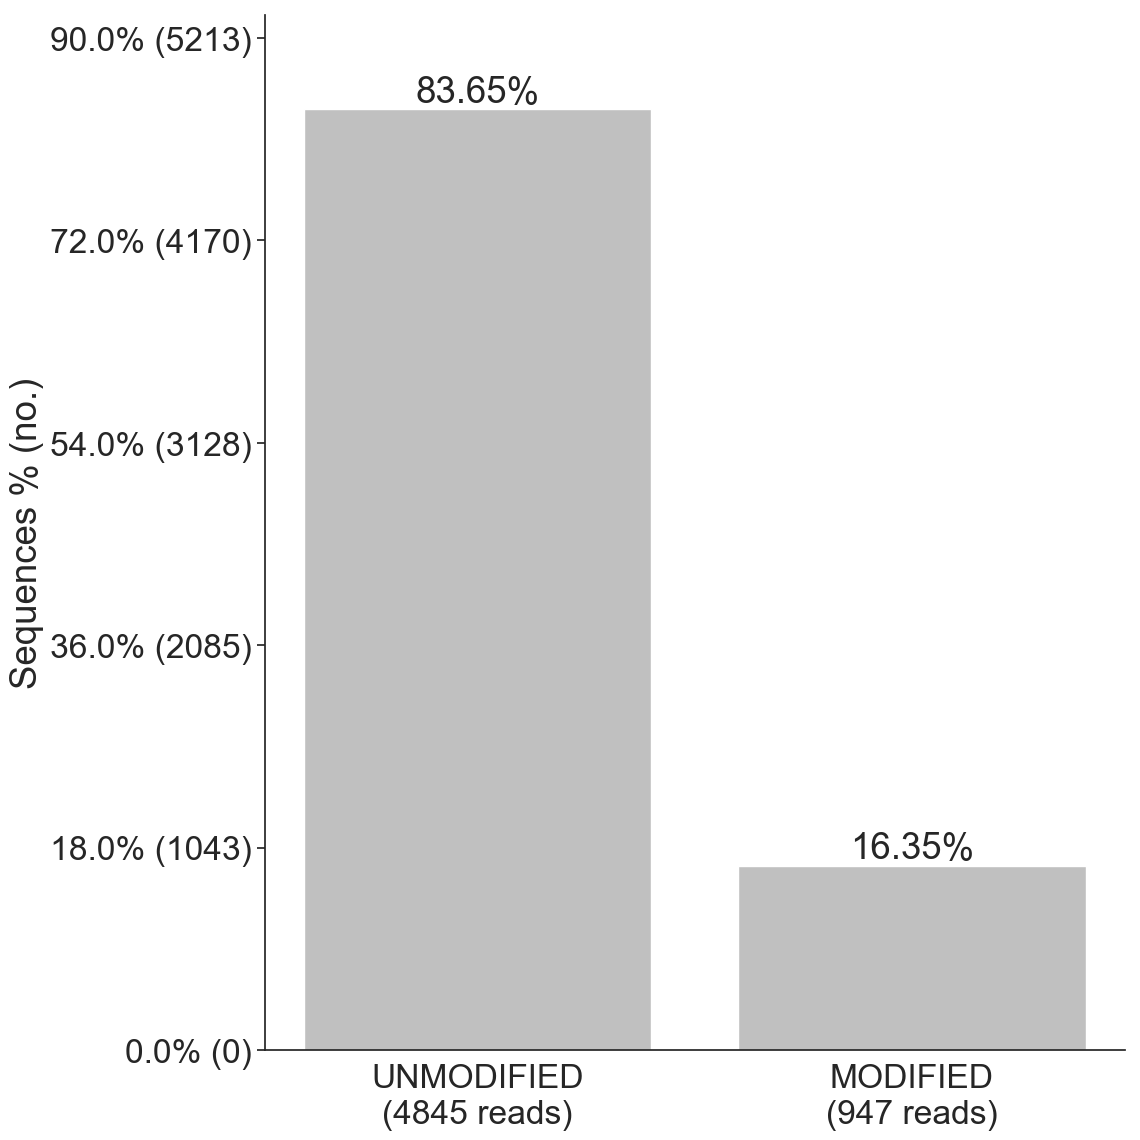 Sequences % (no.)
90.0% (5213)
72.0% (4170)
54.0% (3128)
36.0% (2085)
18.0% (1043)
0.0% (0)
83.65%
16.35%
UNMODIFIED
(4845 reads)
MODIFIED
(947 reads)